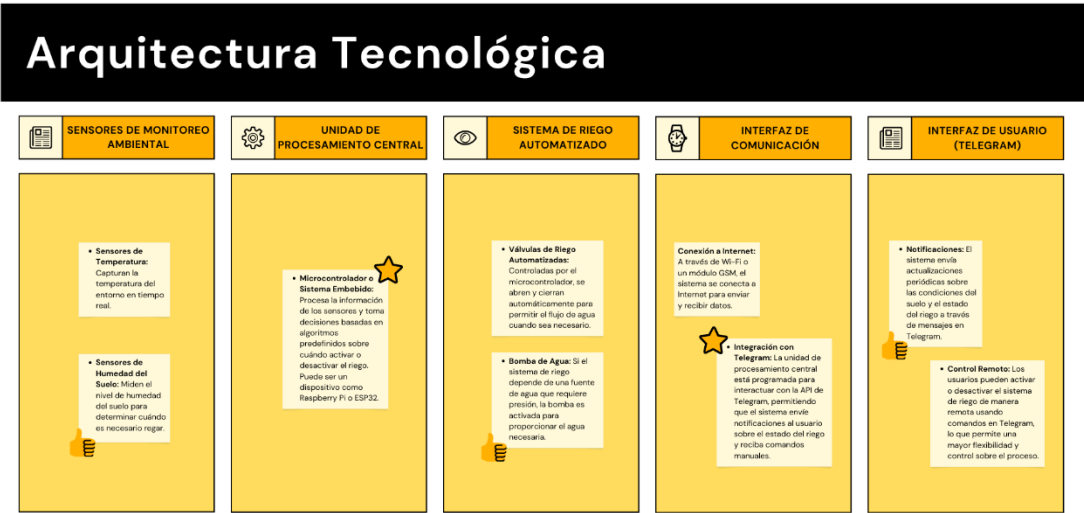 Arquitectura Tecnológica
SENSORES DE MONITOREO
AMBIENTAL
• Sensores de
Temperatura:
Capturan la
temperatura del
entorno en tiempo
real.
• Sensores de
Humedad del
Suelo: Miden el
nivel de humedad
del suelo para
determinar cuándo
es necesario regar.
UNIDAD DE
PROCESAMIENTO CENTRAL
• Microcontrolador o
Sistema Embebido:
Procesa la información
de los sensores y toma
decisiones basadas en
algoritmos
predefinidos sobre
cuándo activar o
desactivar el riego.
Puede ser un
dispositivo como
Raspberry Pi o ESP32.
SISTEMA DE RIEGO
AUTOMATIZADO
• Válvulas de Riego
Automatizadas:
Controladas por el
microcontrolador, se
abren y cierran
automáticamente para
permitir el flujo de agua
cuando sea necesario.
• Bomba de Agua: Si el
sistema de riego
depende de una fuente
de agua que requiere
presión, la bomba es
activada para
proporcionar el agua
necesaria.
INTERFAZ DE
COMUNICACIÓN
Conexión a Internet:
A través de Wi-Fi o
un módulo GSM, el
sistema se conecta a
Internet para enviar
y recibir datos.
• Integración con
Telegram: La unidad de
procesamiento central
está programada para
interactuar con la API de
Telegram, permitiendo
que el sistema envíe
notificaciones al usuario
sobre el estado del riego
y reciba comandos
manuales.
INTERFAZ DE USUARIO
(TELEGRAM)
• Notificaciones: El
sistema envía
actualizaciones
periódicas sobre
las condiciones del
suelo y el estado
del riego a través
de mensajes en
Telegram.
• Control Remoto: Los
usuarios pueden activar
o desactivar el sistema
de riego de manera
remota usando
comandos en Telegram,
lo que permite una
mayor flexibilidad y
control sobre el proceso.